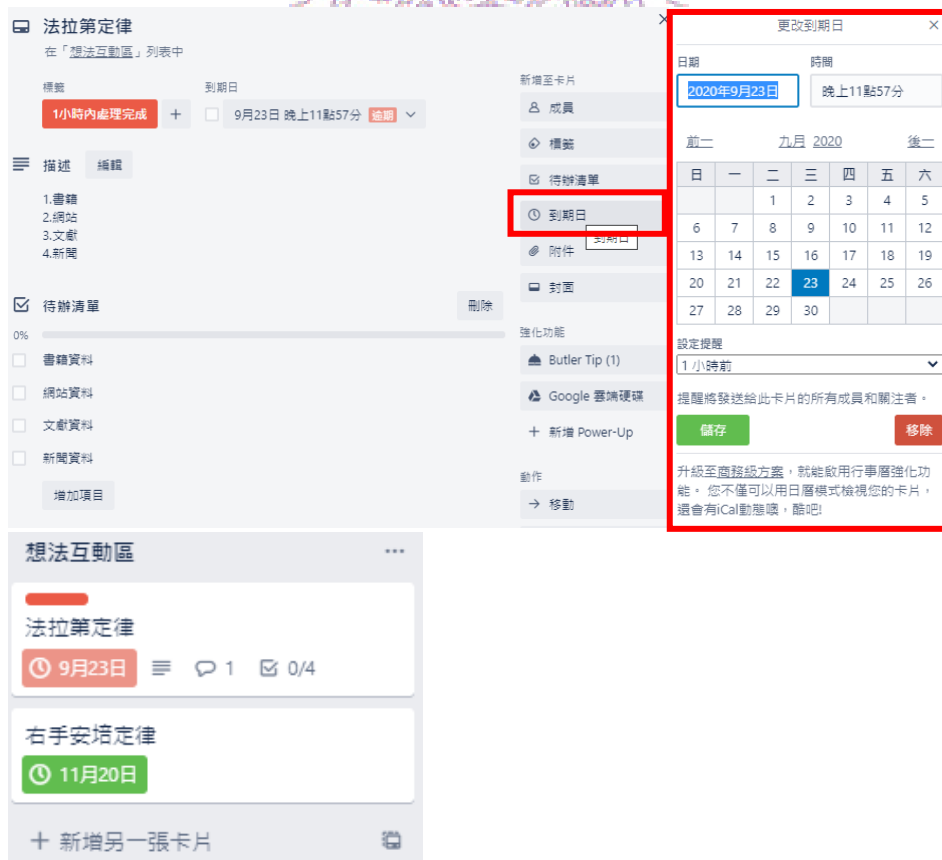 法拉第定律
在「想法互動區」列表中
標籤
到期日
1小時內處理完成
+
9月23日 晚上11點57分 逾期
描述
編輯
1.書籍
2.網站
3.文獻
4.新聞
待辦清單
刪除
0%
書籍資料
網站資料
文獻資料
新聞資料
增加項目
新增至卡片
成員
標籤
待辦清單
到期日
到期日
附件
封面
強化功能
Butler Tip (1)
Google 雲端硬碟
+ 新增 Power-Up
動作
→ 移動
更改到期日
日期 時間
2020年9月23日 晚上11點57分
前一 九月 2020 後一
日 一 二 三 四 五 六
1 2 3 4 5
6 7 8 9 10 11 12
13 14 15 16 17 18 19
20 21 22 23 24 25 26
27 28 29 30
設定提醒
1 小時前
提醒將發送給此卡片的所有成員和關注者。
儲存 移除
升級至商務級方案，就能啟用行事曆強化功
能。 您不僅可以用日曆模式檢視您的卡片，
還會有iCal動態噢，酷吧!
想法互動區
法拉第定律
9月23日 1 0/4
右手安培定律
11月20日
+ 新增另一張卡片